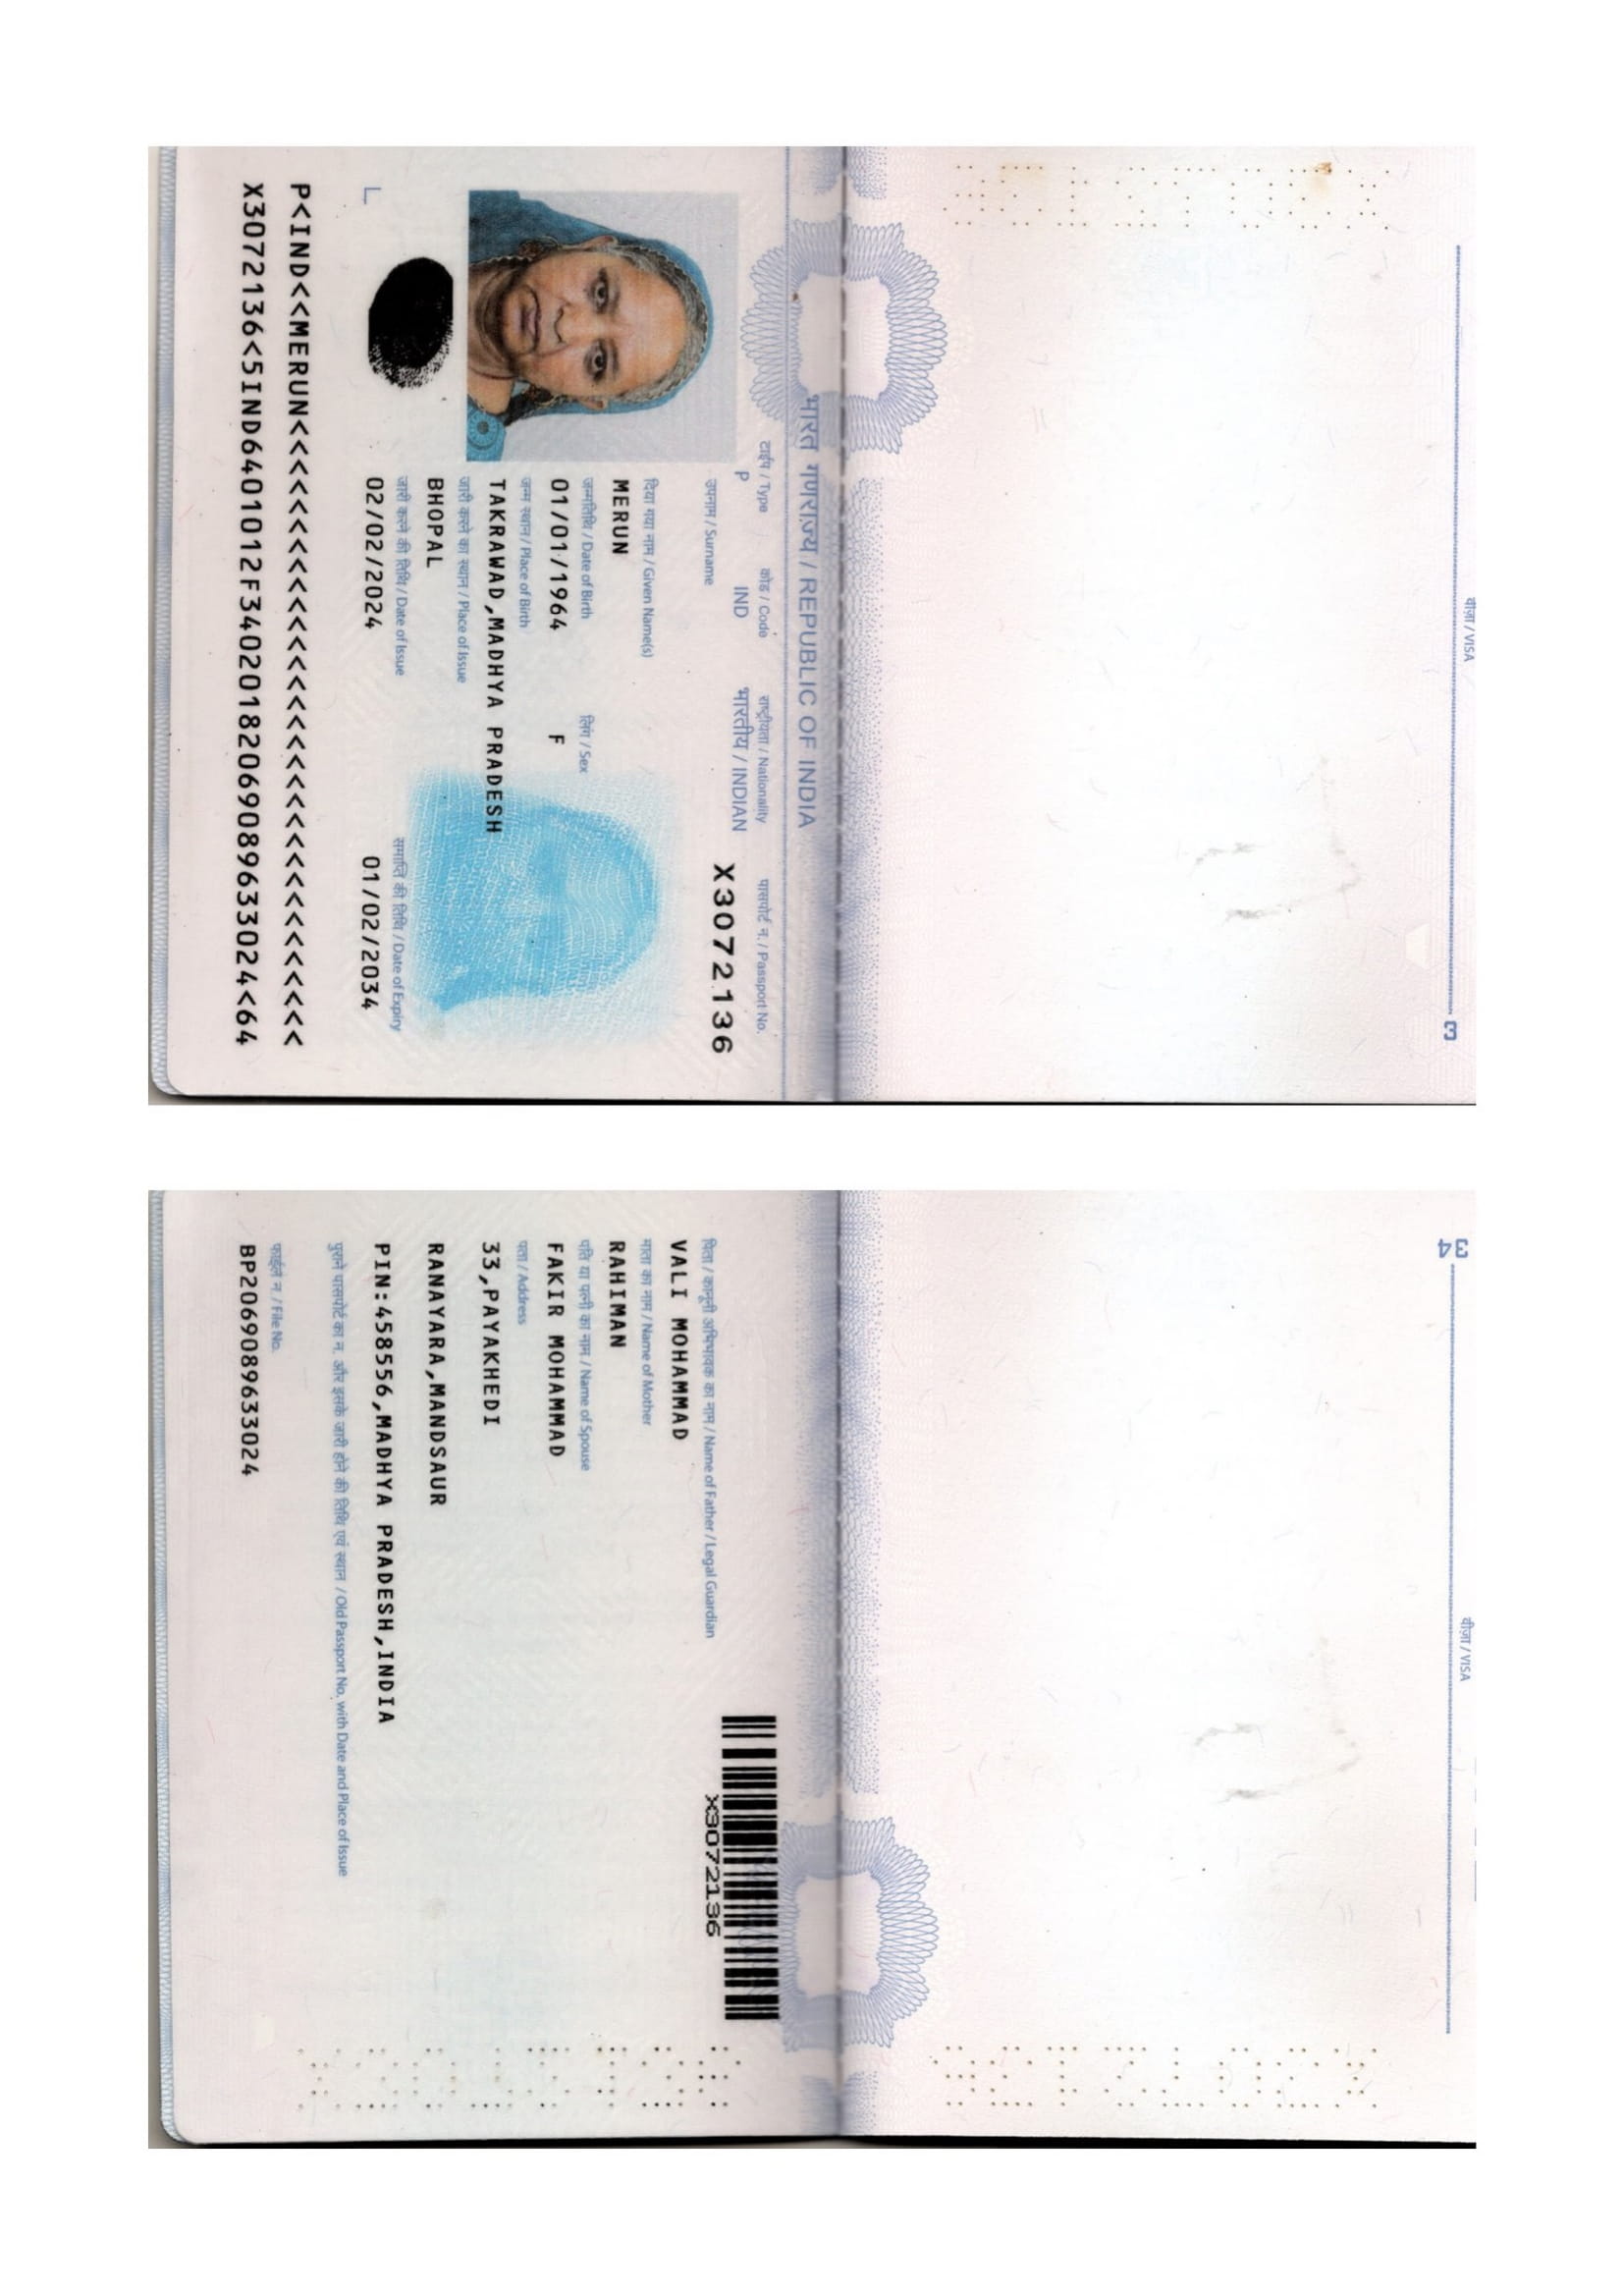 वीज़ा / VISA
3
भारत गणराज्य / REPUBLIC OF INDIA
टाईप / Type कोड / Code राष्ट्रीयता / Nationality पासपोर्ट न. / Passport No.
P IND भारतीय / INDIAN X3072136
उपनाम / Surname
दिया गया नाम / Given Name(s)
MERUN
जन्मतिथि / Date of Birth लिंग / Sex
01/01/1964 F
जन्म स्थान / Place of Birth
TAKRAWAD,MADHYA PRADESH
जारी करने का स्थान / Place of Issue
BHOPAL
जारी करने की तिथि / Date of Issue समाप्ति की तिथि / Date of Expiry
02/02/2024 01/02/2034
P<IND<<MERUN<<<<<<<<<<<<<<<<<<<<<<<<<<<<<<<<
X3072136<5IND6401012F34020182069089633024<64
34
वीज़ा / VISA
X3072136
पिता / कानूनी अभिभावक का नाम / Name of Father / Legal Guardian
VALI MOHAMMAD
माता का नाम / Name of Mother
RAHIMAN
पति या पत्नी का नाम / Name of Spouse
FAKIR MOHAMMAD
पता / Address
33,PAYAKHEDI
RANAYARA,MANDSAUR
PIN:458556,MADHYA PRADESH,INDIA
पुराने पासपोर्ट का न. और इसके जारी होने की तिथि एवं स्थान / Old Passport No. with Date and Place of Issue
फाईल न. / File No.
BP2069089633024